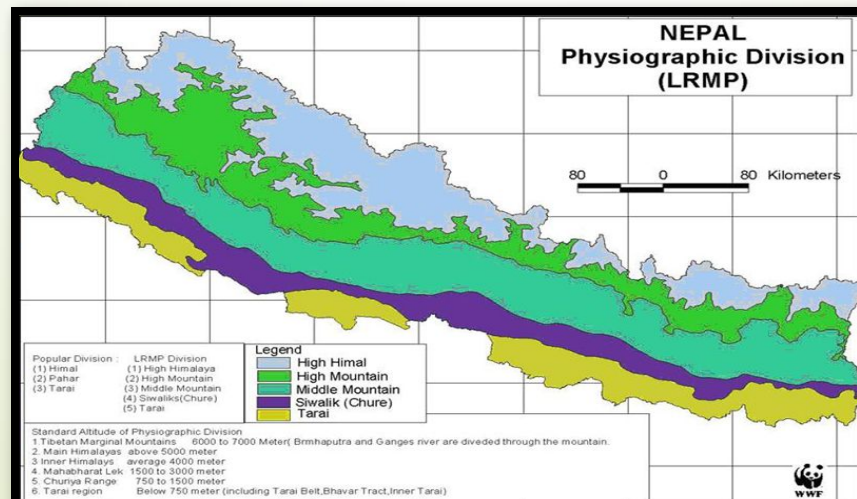 NEPAL
Physiographic Division
(LRMP)
80 0 80 Kilometers
Popular Division : LRMP Division
(1) Himal (1) High Himalaya
(2) Pahar (2) High Mountain
(3) Tarai (3) Middle Mountain
(4) Siwaliks(Chure)
(5) Tarai
Legend
High Himal
High Mountain
Middle Mountain
Siwalik (Chure)
Tarai
Standard Altitude of Physiographic Division
1.Tibetan Marginal Mountains 6000 to 7000 Meter( Brmhaputra and Ganges river are diveded through the mountain.
2. Main Himalayas above 5000 meter
3 Inner Himalays average 4000 meter
4. Mahabharat Lek 1500 to 3000 meter
5. Churiya Range 750 to 1500 meter
6. Tarai region Below 750 meter (including Tarai Belt,Bhavar Tract,Inner Tarai)
WWF